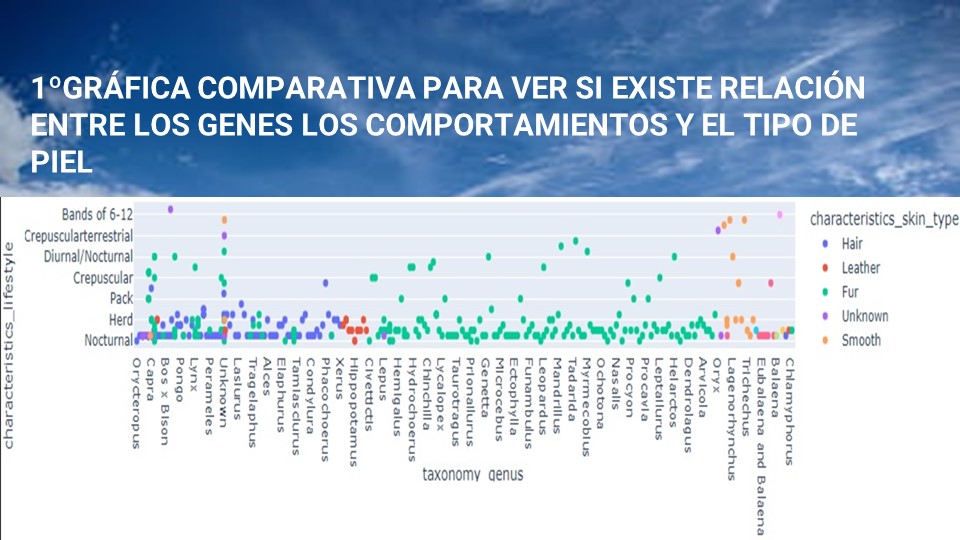 1ºGRÁFICA COMPARATIVA PARA VER SI EXISTE RELACIÓN
ENTRE LOS GENES LOS COMPORTAMIENTOS Y EL TIPO DE
PIEL
characteristics_lifestyle
Bands of 6-12
Crepuscularterrestrial
Diurnal/Nocturnal
Crepuscular
Pack
Herd
Nocturnal
Orycteropus
Capra
Bos x Bison
Pongo
Lynx
Perameles
Unknown
Lasiurus
Tragelaphus
Alces
Elaphurus
Tamiasciurus
Condylura
Phacochoerus
Xerus
Hippopotamus
Civettictis
Lepus
Hemigalus
Hydrochoerus
Chinchilla
Lycalopex
Taurotragus
Prionailurus
Genetta
Microcebus
Ectophylla
Funambulus
Leopardus
Mandrillus
Tadarida
Myrmecobius
Ochotona
Nasalis
Procyon
Procavia
Leptailurus
Helarctos
Dendrolagus
Arvicola
Oryx
Lagenorhynchus
Trichechus
Eubalaena and Balaena
Balaena
Chlamyphorus
taxonomy_genus
characteristics_skin_type
Hair
Leather
Fur
Unknown
Smooth